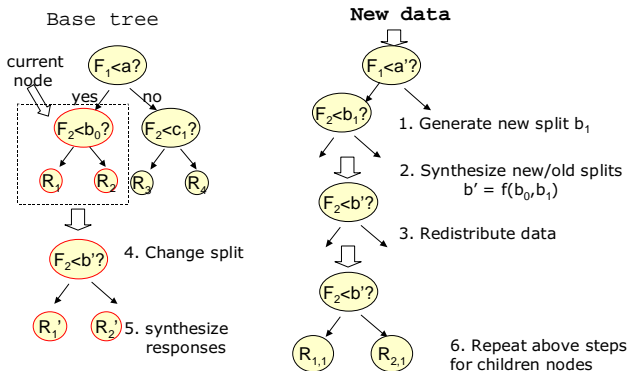 Base tree
current
node
F1<a?
yes
no
F2<b0?
F2<c1?
R1
R2
R3
R4
F2<b'?
4. Change split
R1'
R2'
5. synthesize
responses
New data
F1<a'?
F2<b1?
1. Generate new split b1
2. Synthesize new/old splits
b' = f(b0,b1)
F2<b'?
3. Redistribute data
F2<b'?
R1,1
R2,1
6. Repeat above steps
for children nodes